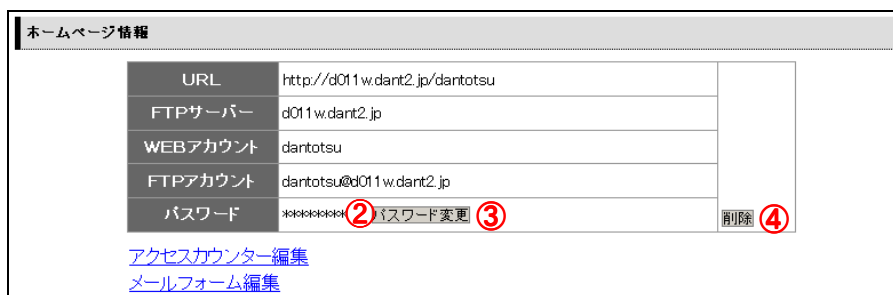 ホームページ情報
URL http://d011w.dant2.jp/dantotsu
FTPサーバー d011w.dant2.jp
WEBアカウント dantotsu
FTPアカウント dantotsu@d011w.dant2.jp
パスワード ********* ② パスワード変更 ③ 削除 ④
アクセスカウンター編集
メールフォーム編集